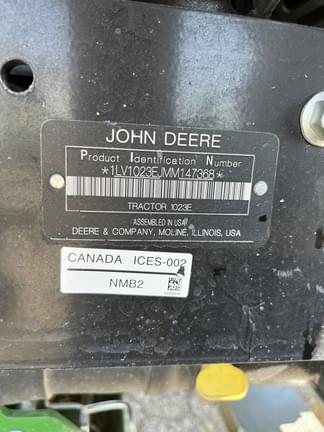 JOHN DEERE
Product Identification Number
*1LV1023EJMM147368*
TRACTOR 1023E
ASSEMBLED IN USA
DEERE & COMPANY, MOLINE, ILLINOIS, USA
CANADA ICES-002
NMB2